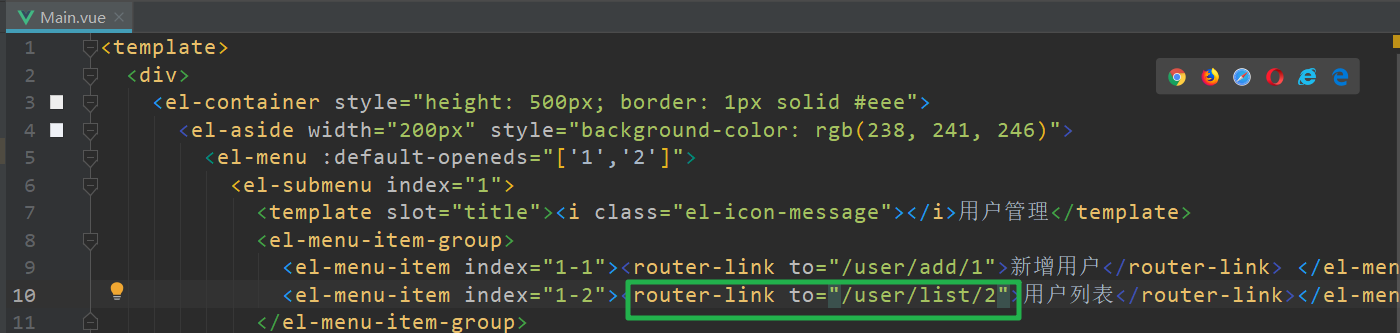 Main.vue
1 <template>
2 <div>
3 <el-container style="height: 500px; border: 1px solid #eee">
4 <el-aside width="200px" style="background-color: rgb(238, 241, 246)">
5 <el-menu :default-openeds="['1','2']">
6 <el-submenu index="1">
7 <template slot="title"><i class="el-icon-message"></i>用户管理</template>
8 <el-menu-item-group>
9 <el-menu-item index="1-1"><router-link to="/user/add/1">新增用户</router-link> </el-me
10 <el-menu-item index="1-2"><router-link to="/user/list/2">用户列表</router-link></el-me
11 </el-menu-item-group>